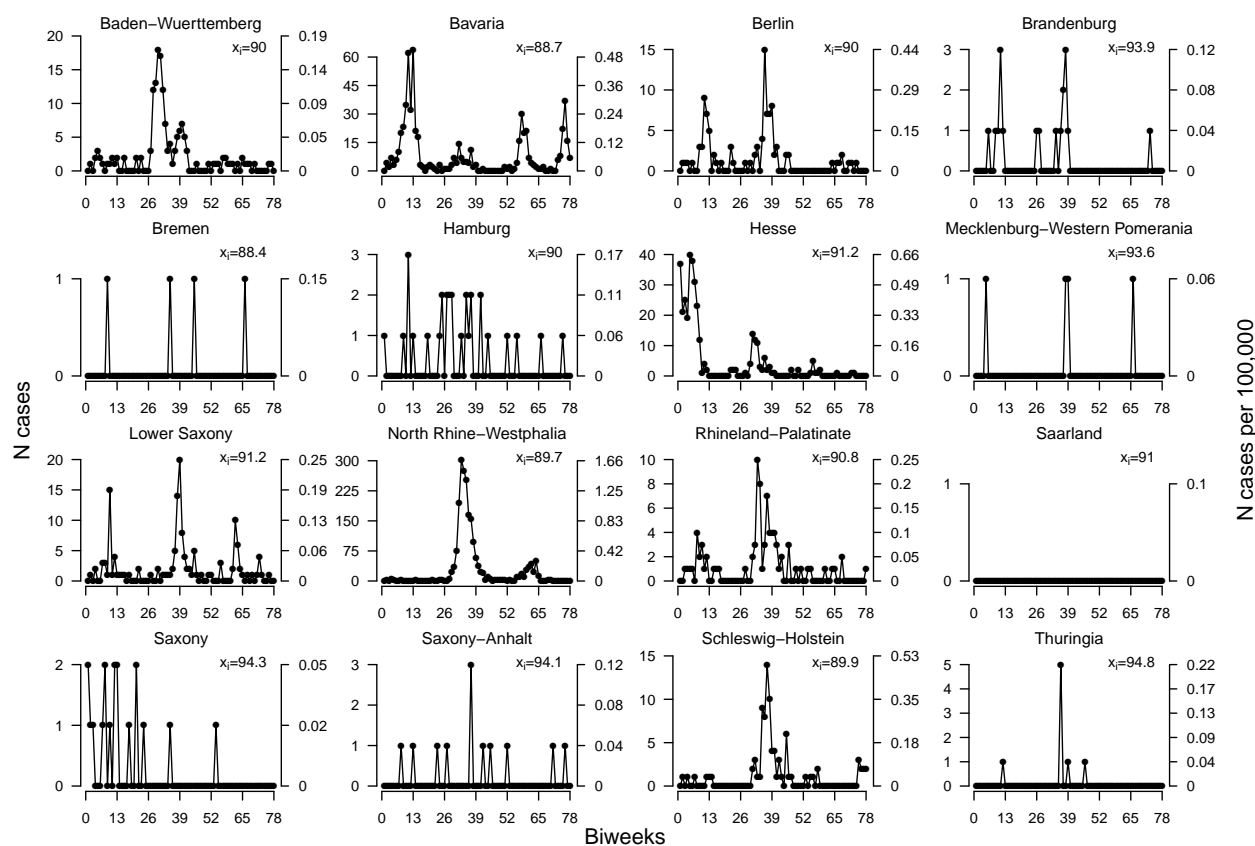 Baden−Wuerttemberg
xi=90
20 15 10 5 0
0.19 0.14 0.09 0.05 0
0 13 26 39 52 65 78
Bavaria
xi=88.7
60 45 30 15 0
0.48 0.36 0.24 0.12 0
0 13 26 39 52 65 78
Berlin
xi=90
15 10 5 0
0.44 0.29 0.15 0
0 13 26 39 52 65 78
Brandenburg
xi=93.9
3 2 1 0
0.12 0.08 0.04 0
0 13 26 39 52 65 78
Bremen
xi=88.4
1 0
0.15 0
0 13 26 39 52 65 78
Hamburg
xi=90
3 2 1 0
0.17 0.11 0.06 0
0 13 26 39 52 65 78
Hesse
xi=91.2
40 30 20 10 0
0.66 0.49 0.33 0.16 0
0 13 26 39 52 65 78
Mecklenburg−Western Pomerania
xi=93.6
1 0
0.06 0
0 13 26 39 52 65 78
Lower Saxony
xi=91.2
20 15 10 5 0
0.25 0.19 0.13 0.06 0
0 13 26 39 52 65 78
North Rhine−Westphalia
xi=89.7
300 225 150 75 0
1.66 1.25 0.83 0.42 0
0 13 26 39 52 65 78
Rhineland−Palatinate
xi=90.8
10 8 6 4 2 0
0.25 0.2 0.15 0.1 0.05 0
0 13 26 39 52 65 78
Saarland
xi=91
1 0
0.1 0
0 13 26 39 52 65 78
Saxony
xi=94.3
2 1 0
0.05 0.02 0
0 13 26 39 52 65 78
Saxony−Anhalt
xi=94.1
3 2 1 0
0.12 0.08 0.04 0
0 13 26 39 52 65 78
Schleswig−Holstein
xi=89.9
15 10 5 0
0.53 0.35 0.18 0
0 13 26 39 52 65 78
Thuringia
xi=94.8
5 4 3 2 1 0
0.22 0.17 0.13 0.09 0.04 0
0 13 26 39 52 65 78
N cases
N cases per 100,000
Biweeks